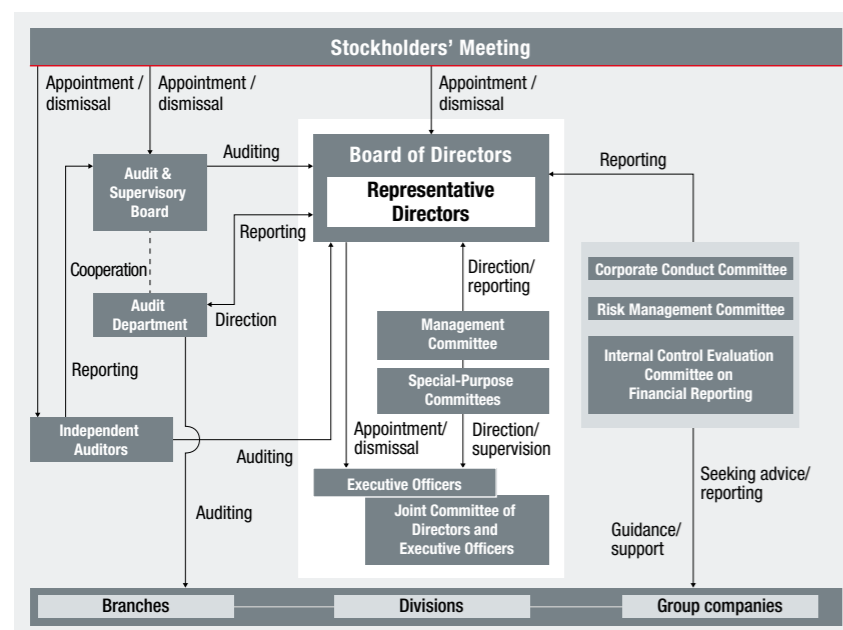 Stockholders’ Meeting
Appointment /
dismissal
Appointment /
dismissal
Appointment /
dismissal
Audit &
Supervisory
Board
Auditing
Board of Directors
Representative
Directors
Reporting
Reporting
Cooperation
Audit
Department
Direction
Direction/
reporting
Corporate Conduct Committee
Risk Management Committee
Internal Control Evaluation
Committee on
Financial Reporting
Management
Committee
Special-Purpose
Committees
Reporting
Independent
Auditors
Auditing
Appointment/
dismissal
Direction/
supervision
Executive Officers
Joint Committee of
Directors and
Executive Officers
Auditing
Seeking advice/
reporting
Guidance/
support
Branches
Divisions
Group companies